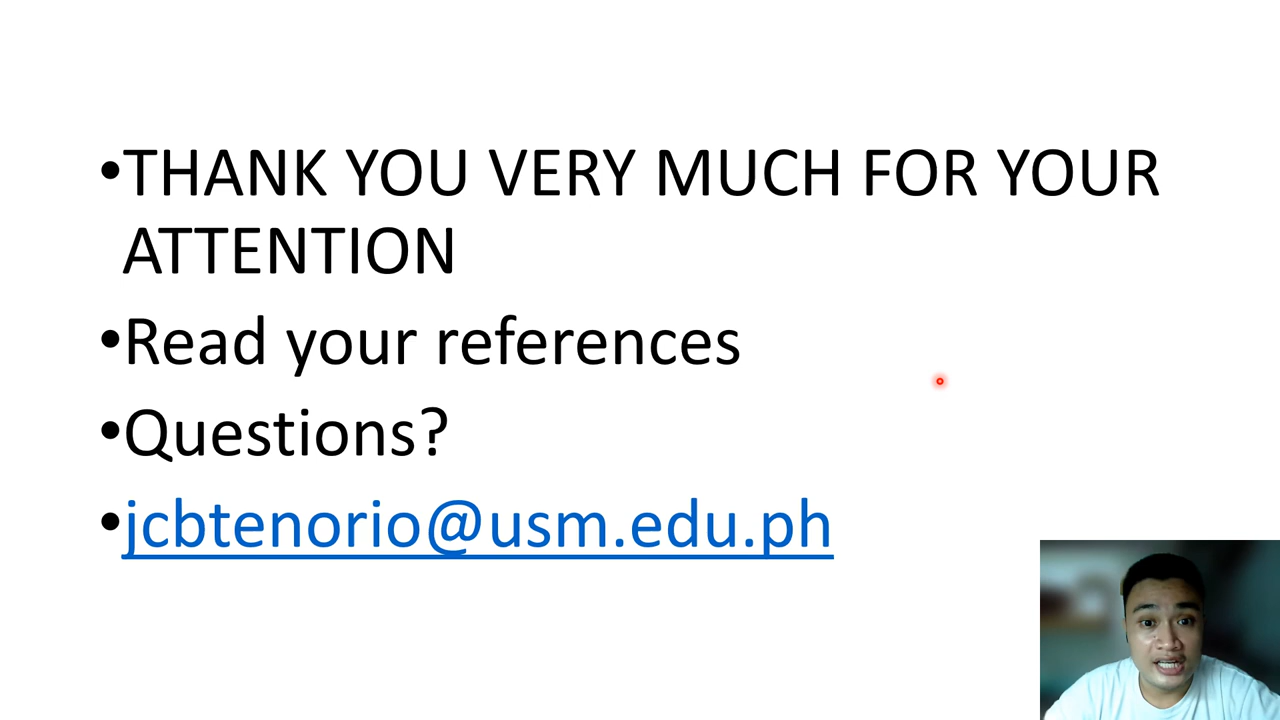 •THANK YOU VERY MUCH FOR YOUR
ATTENTION
•Read your references
•Questions?
•jcbtenorio@usm.edu.ph